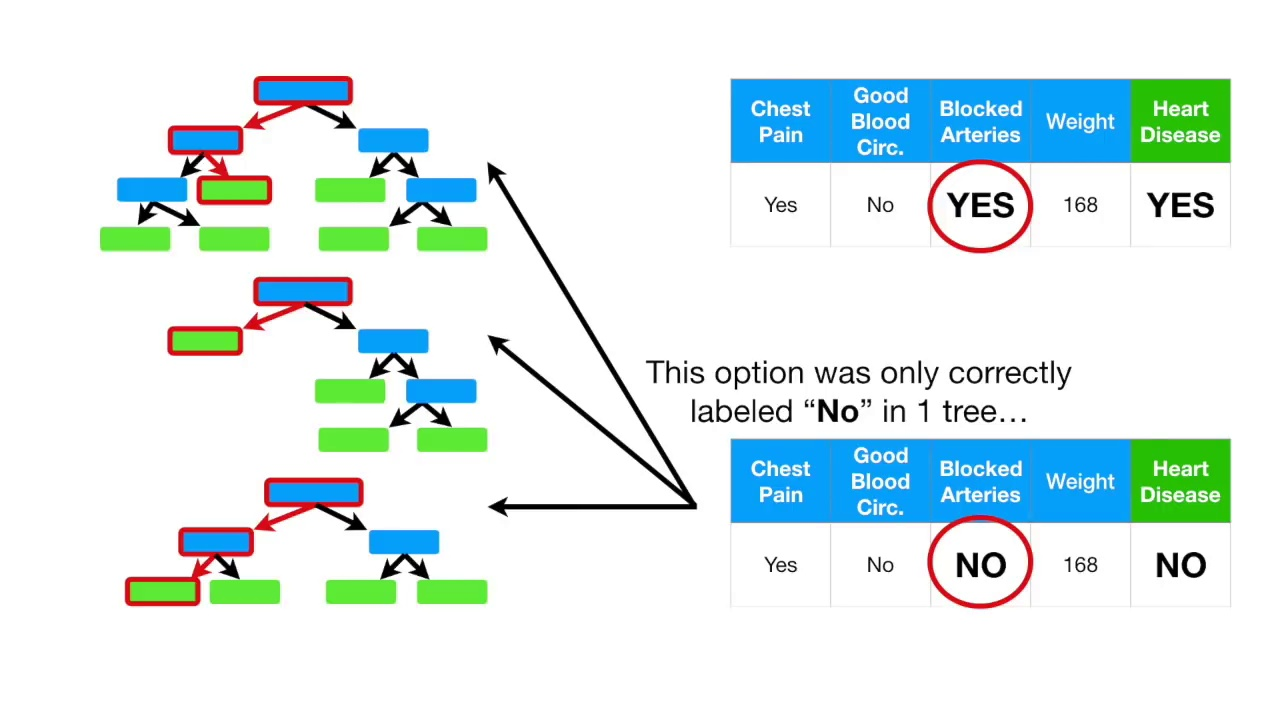 Chest Pain
Good Blood Circ.
Blocked Arteries
Weight
Heart Disease
Yes
No
YES
168
YES
This option was only correctly
labeled “No” in 1 tree…
Chest Pain
Good Blood Circ.
Blocked Arteries
Weight
Heart Disease
Yes
No
NO
168
NO